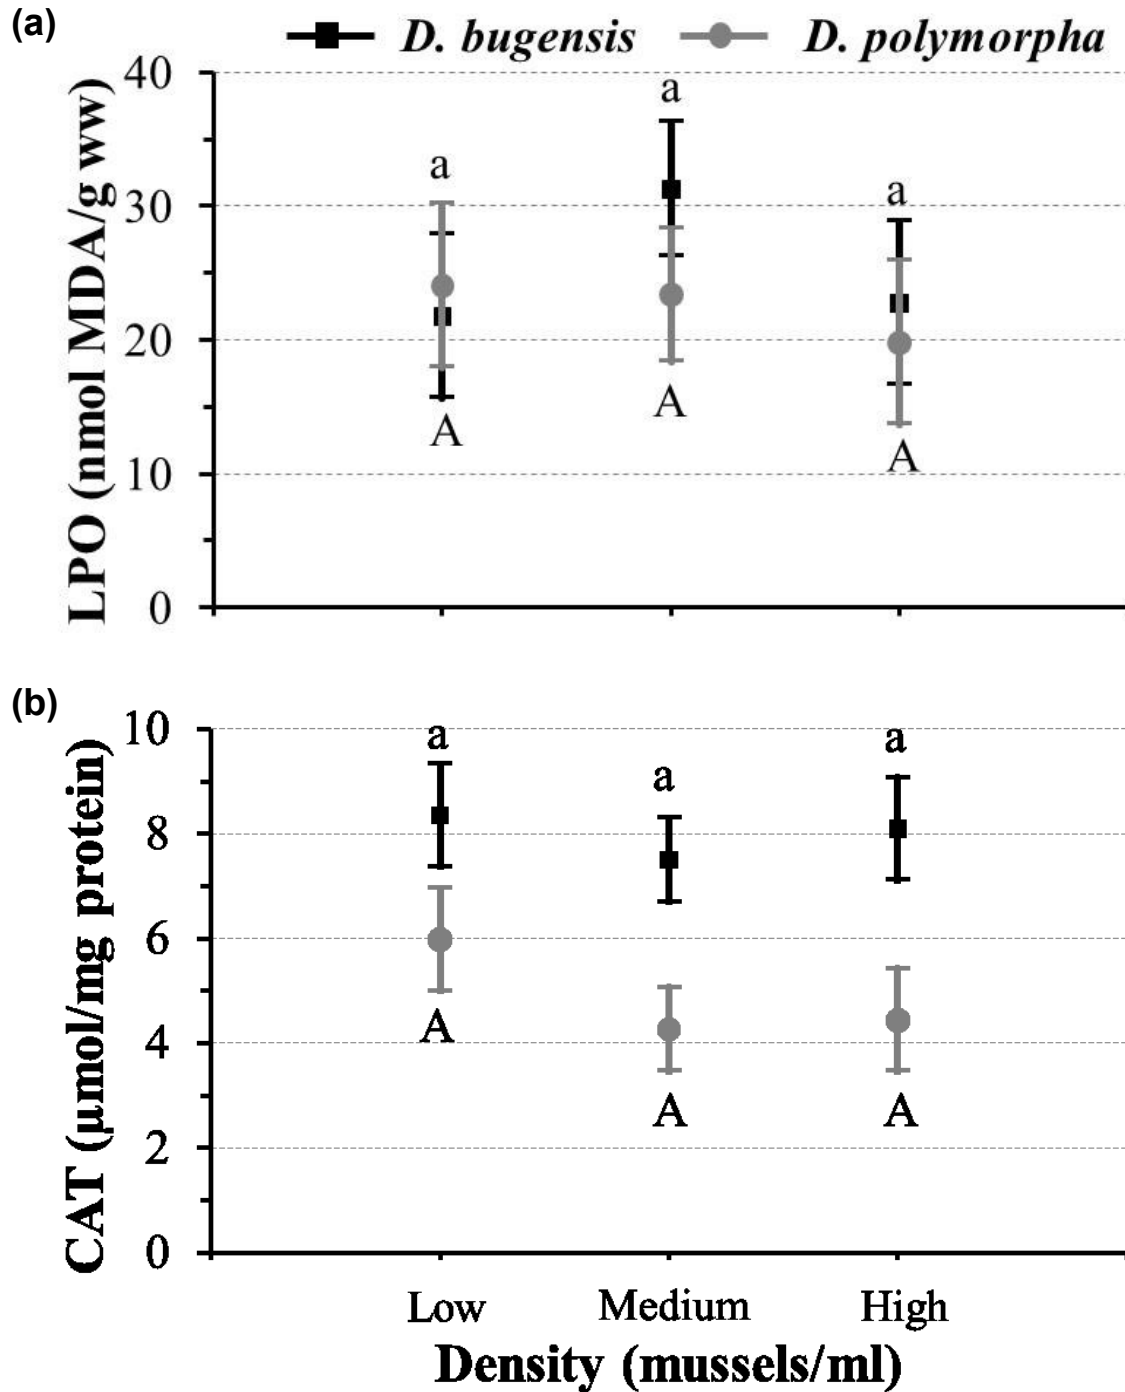 (a)
D. bugensis D. polymorpha
LPO (nmol MDA/g ww)
40
30
20
10
0
a
a
a
A
A
A
(b)
CAT (µmol/mg protein)
10
8
6
4
2
0
a
a
a
A
A
A
Low Medium High
Density (mussels/ml)